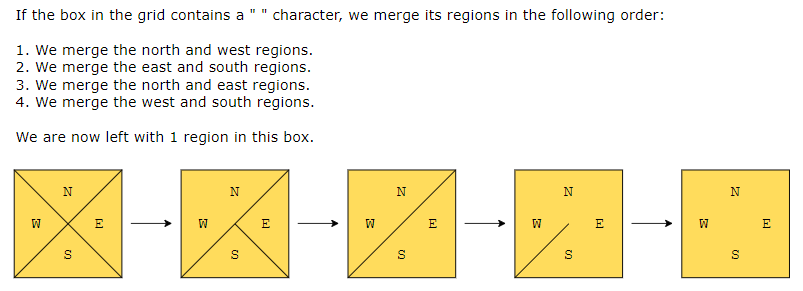 If the box in the grid contains a " " character, we merge its regions in the following order:
1. We merge the north and west regions.
2. We merge the east and south regions.
3. We merge the north and east regions.
4. We merge the west and south regions.
We are now left with 1 region in this box.
N N N N N
W E W E W E W E W E
S S S S S